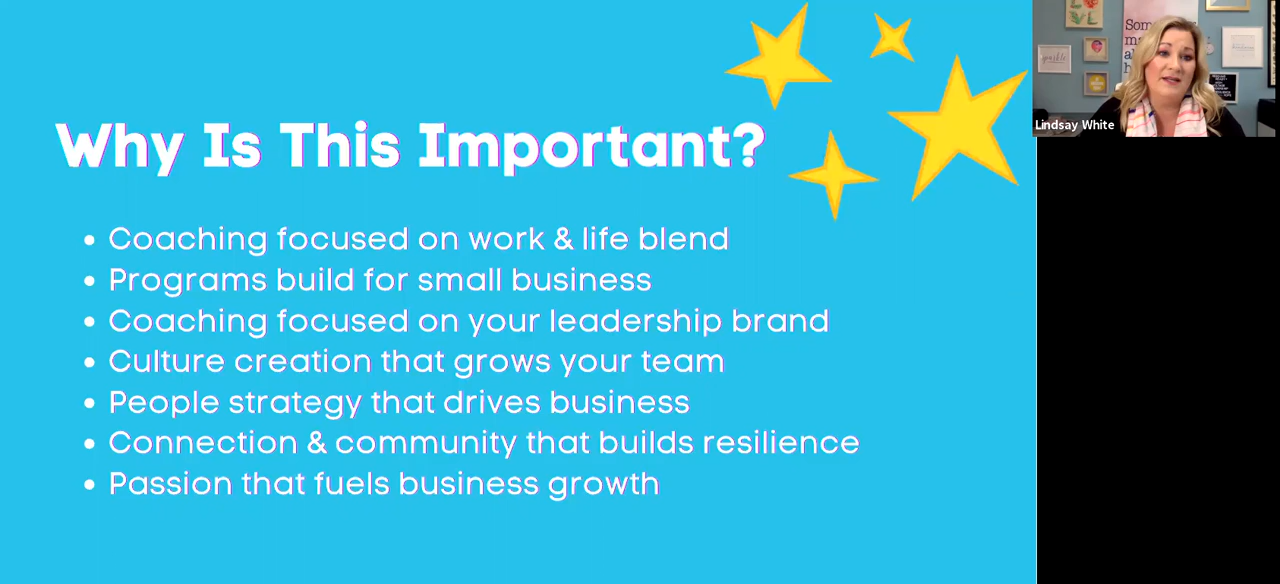 Why Is This Important?
• Coaching focused on work & life blend
• Programs build for small business
• Coaching focused on your leadership brand
• Culture creation that grows your team
• People strategy that drives business
• Connection & community that builds resilience
• Passion that fuels business growth
Lindsay White